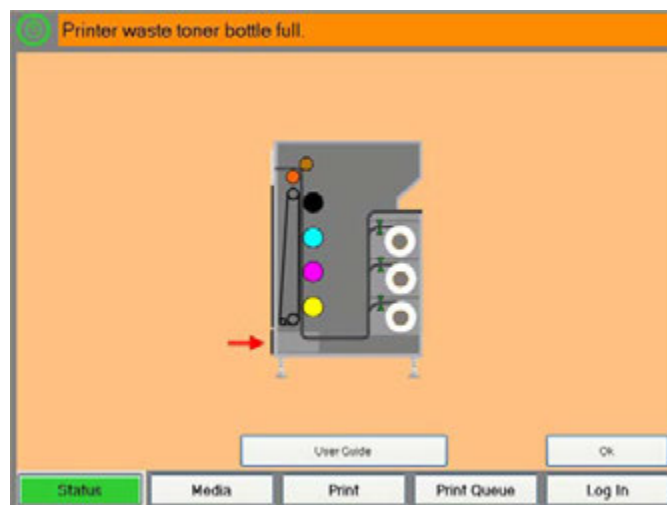 Printer waste toner bottle full.
User Guide
Ok
Status
Media
Print
Print Queue
Log In